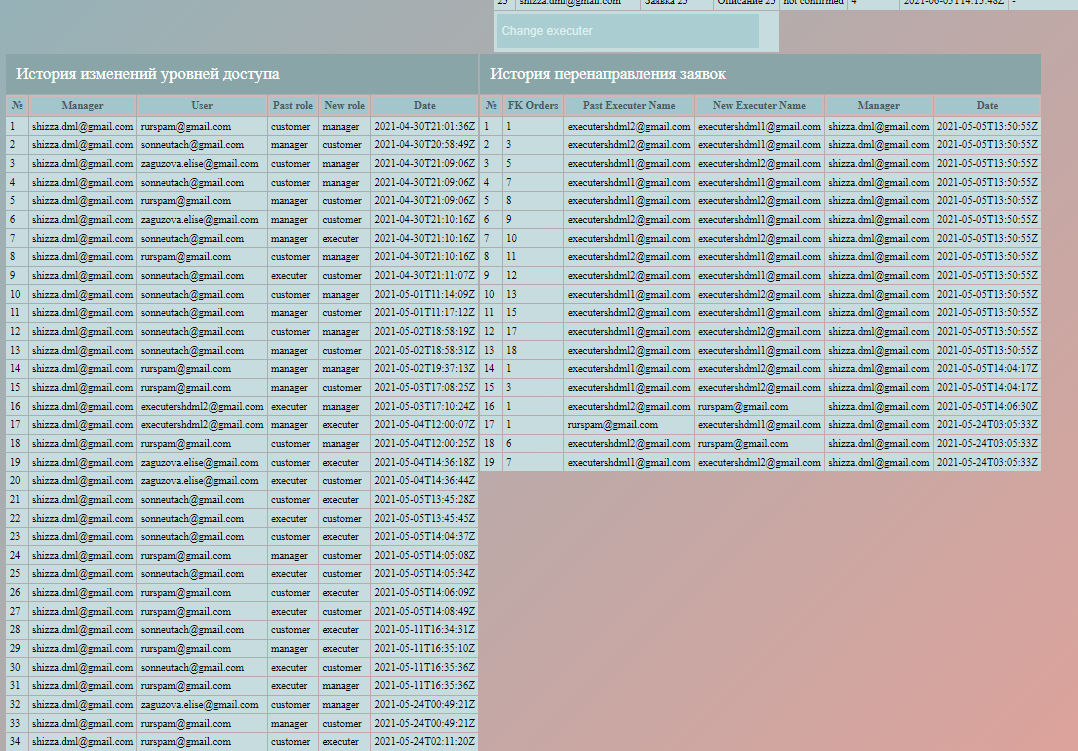 25 shizza.dml@gmail.com Заявка 25 Описание 25 not confirmed 4 2021-06-05T14:15:48Z -
Change executer
История изменений уровней доступа
№ Manager User Past role New role Date
1 shizza.dml@gmail.com rurspam@gmail.com customer manager 2021-04-30T21:01:36Z
2 shizza.dml@gmail.com sonneutach@gmail.com manager customer 2021-04-30T20:58:49Z
3 shizza.dml@gmail.com zaguzova.elise@gmail.com customer manager 2021-04-30T21:09:06Z
4 shizza.dml@gmail.com sonneutach@gmail.com customer manager 2021-04-30T21:09:06Z
5 shizza.dml@gmail.com rurspam@gmail.com manager customer 2021-04-30T21:09:06Z
6 shizza.dml@gmail.com zaguzova.elise@gmail.com manager customer 2021-04-30T21:10:16Z
7 shizza.dml@gmail.com sonneutach@gmail.com manager executer 2021-04-30T21:10:16Z
8 shizza.dml@gmail.com rurspam@gmail.com customer manager 2021-04-30T21:10:16Z
9 shizza.dml@gmail.com sonneutach@gmail.com executer customer 2021-04-30T21:11:07Z
10 shizza.dml@gmail.com sonneutach@gmail.com customer manager 2021-05-01T11:14:09Z
11 shizza.dml@gmail.com sonneutach@gmail.com manager customer 2021-05-01T11:17:12Z
12 shizza.dml@gmail.com sonneutach@gmail.com customer manager 2021-05-02T18:58:19Z
13 shizza.dml@gmail.com sonneutach@gmail.com manager customer 2021-05-02T18:58:31Z
14 shizza.dml@gmail.com rurspam@gmail.com manager manager 2021-05-02T19:37:13Z
15 shizza.dml@gmail.com rurspam@gmail.com manager customer 2021-05-03T17:08:25Z
16 shizza.dml@gmail.com executershdml2@gmail.com executer manager 2021-05-03T17:10:24Z
17 shizza.dml@gmail.com executershdml2@gmail.com manager executer 2021-05-04T12:00:07Z
18 shizza.dml@gmail.com rurspam@gmail.com customer manager 2021-05-04T12:00:25Z
19 shizza.dml@gmail.com zaguzova.elise@gmail.com customer executer 2021-05-04T14:36:18Z
20 shizza.dml@gmail.com zaguzova.elise@gmail.com executer customer 2021-05-04T14:36:44Z
21 shizza.dml@gmail.com sonneutach@gmail.com customer executer 2021-05-05T13:45:28Z
22 shizza.dml@gmail.com sonneutach@gmail.com executer customer 2021-05-05T13:45:45Z
23 shizza.dml@gmail.com sonneutach@gmail.com customer executer 2021-05-05T14:04:37Z
24 shizza.dml@gmail.com rurspam@gmail.com manager customer 2021-05-05T14:05:08Z
25 shizza.dml@gmail.com sonneutach@gmail.com executer customer 2021-05-05T14:05:34Z
26 shizza.dml@gmail.com rurspam@gmail.com customer executer 2021-05-05T14:06:09Z
27 shizza.dml@gmail.com rurspam@gmail.com executer customer 2021-05-05T14:08:49Z
28 shizza.dml@gmail.com sonneutach@gmail.com customer executer 2021-05-11T16:34:31Z
29 shizza.dml@gmail.com rurspam@gmail.com manager executer 2021-05-11T16:35:10Z
30 shizza.dml@gmail.com sonneutach@gmail.com executer customer 2021-05-11T16:35:36Z
31 shizza.dml@gmail.com rurspam@gmail.com executer manager 2021-05-11T16:35:36Z
32 shizza.dml@gmail.com zaguzova.elise@gmail.com customer manager 2021-05-24T00:49:21Z
33 shizza.dml@gmail.com rurspam@gmail.com manager customer 2021-05-24T00:49:21Z
34 shizza.dml@gmail.com rurspam@gmail.com customer executer 2021-05-24T02:11:20Z
История перенаправления заявок
№ FK Orders Past Executer Name New Executer Name Manager Date
1 1 executershdml2@gmail.com executershdml1@gmail.com shizza.dml@gmail.com 2021-05-05T13:50:55Z
2 3 executershdml2@gmail.com executershdml1@gmail.com shizza.dml@gmail.com 2021-05-05T13:50:55Z
3 5 executershdml1@gmail.com executershdml2@gmail.com shizza.dml@gmail.com 2021-05-05T13:50:55Z
4 7 executershdml1@gmail.com executershdml1@gmail.com shizza.dml@gmail.com 2021-05-05T13:50:55Z
5 8 executershdml1@gmail.com executershdml2@gmail.com shizza.dml@gmail.com 2021-05-05T13:50:55Z
6 9 executershdml2@gmail.com executershdml1@gmail.com shizza.dml@gmail.com 2021-05-05T13:50:55Z
7 10 executershdml1@gmail.com executershdml2@gmail.com shizza.dml@gmail.com 2021-05-05T13:50:55Z
8 11 executershdml2@gmail.com executershdml1@gmail.com shizza.dml@gmail.com 2021-05-05T13:50:55Z
9 12 executershdml2@gmail.com executershdml1@gmail.com shizza.dml@gmail.com 2021-05-05T13:50:55Z
10 13 executershdml1@gmail.com executershdml2@gmail.com shizza.dml@gmail.com 2021-05-05T13:50:55Z
11 15 executershdml1@gmail.com executershdml2@gmail.com shizza.dml@gmail.com 2021-05-05T13:50:55Z
12 17 executershdml1@gmail.com executershdml2@gmail.com shizza.dml@gmail.com 2021-05-05T13:50:55Z
13 18 executershdml2@gmail.com executershdml1@gmail.com shizza.dml@gmail.com 2021-05-05T13:50:55Z
14 1 executershdml1@gmail.com executershdml2@gmail.com shizza.dml@gmail.com 2021-05-05T14:04:17Z
15 3 executershdml1@gmail.com executershdml2@gmail.com shizza.dml@gmail.com 2021-05-05T14:04:17Z
16 1 executershdml2@gmail.com rurspam@gmail.com shizza.dml@gmail.com 2021-05-05T14:06:30Z
17 1 rurspam@gmail.com executershdml1@gmail.com shizza.dml@gmail.com 2021-05-24T03:05:33Z
18 6 executershdml2@gmail.com rurspam@gmail.com shizza.dml@gmail.com 2021-05-24T03:05:33Z
19 7 executershdml1@gmail.com executershdml2@gmail.com shizza.dml@gmail.com 2021-05-24T03:05:33Z